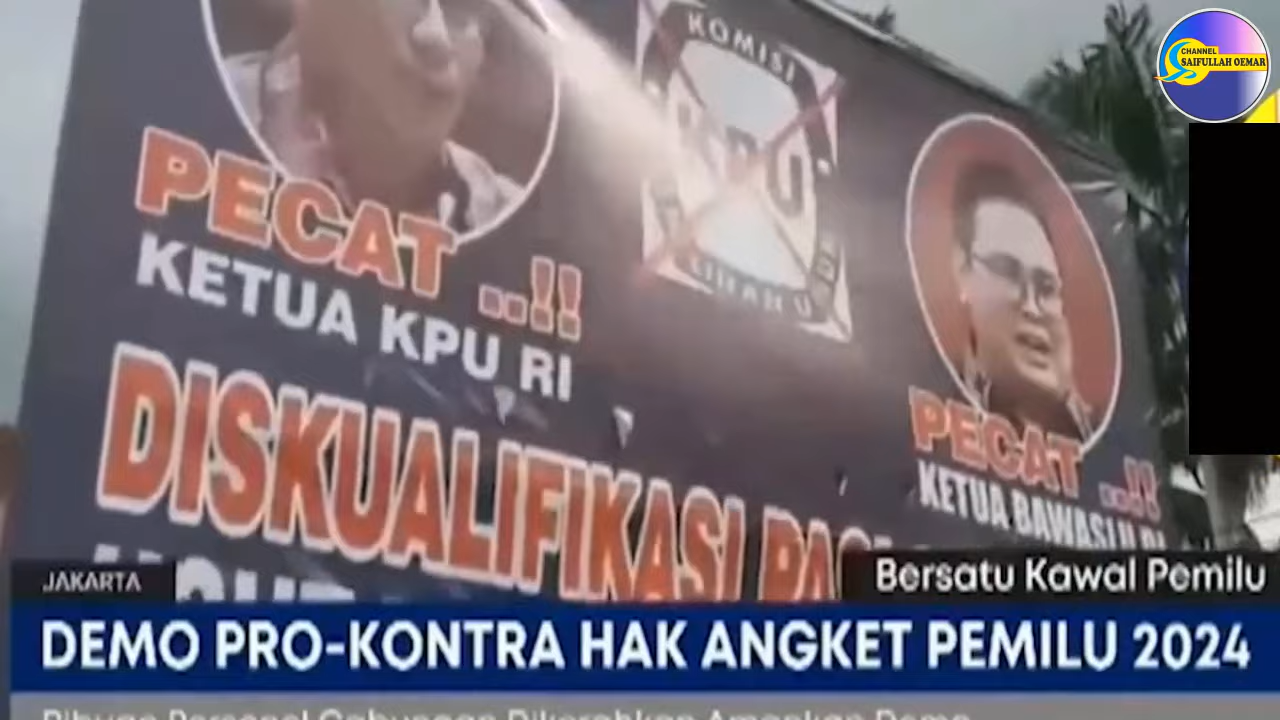 CHANNEL
SAIFULLAH OEMAR
KOMISI
PECAT ..!!
KETUA KPU RI
PECAT ..!!
KETUA BAWASLU RI
DISKUALIFIKASI
JAKARTA
Bersatu Kawal Pemilu
DEMO PRO-KONTRA HAK ANGKET PEMILU 2024